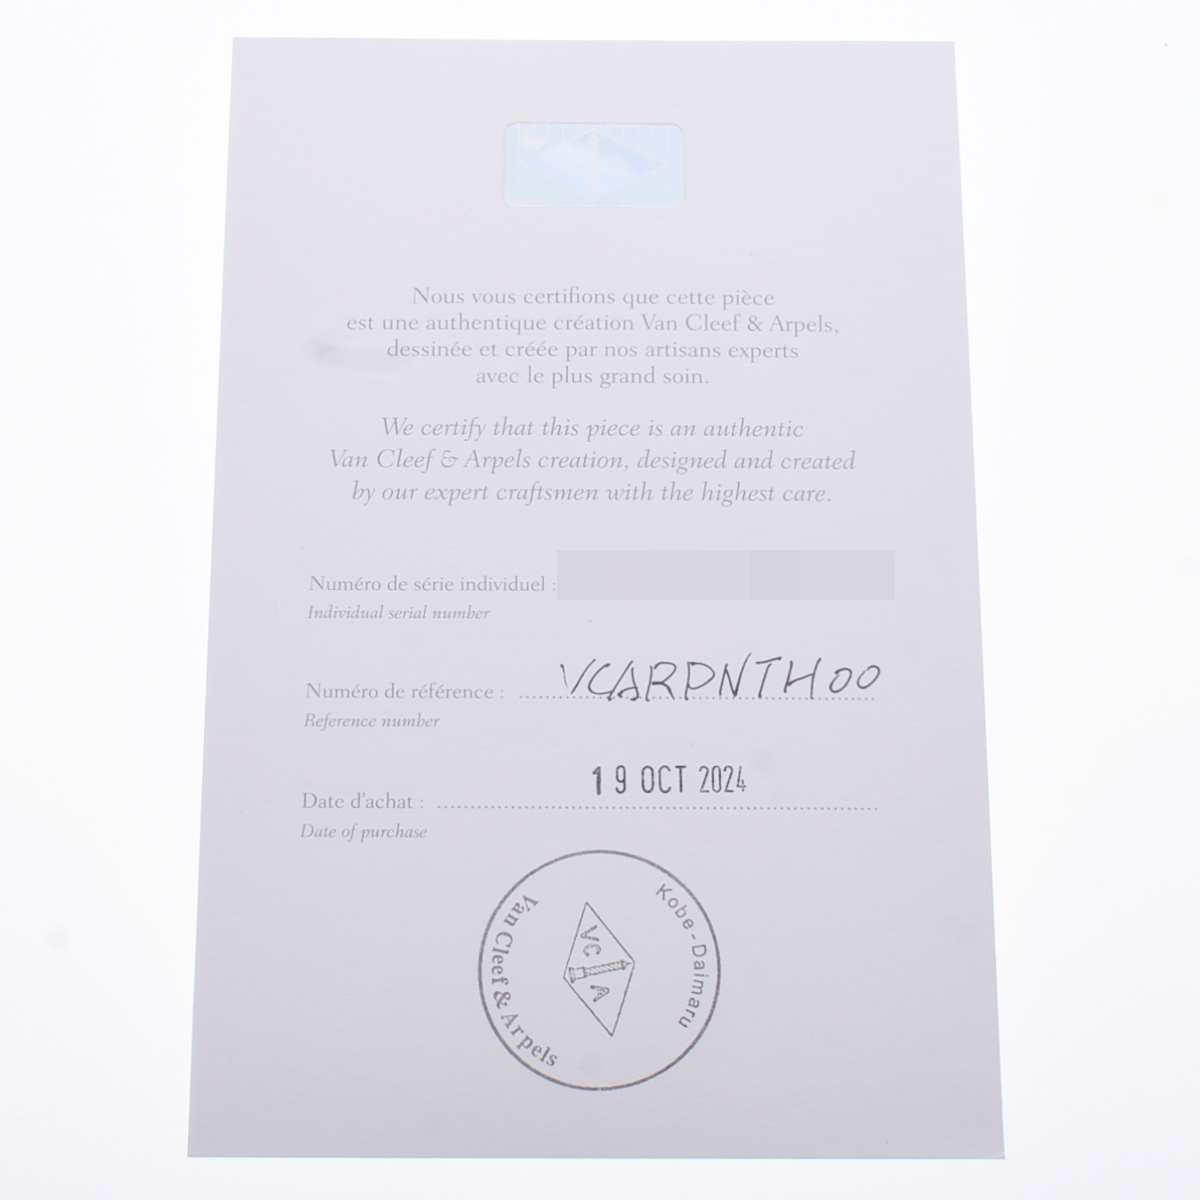 Nous vous certifions que cette pièce
est une authentique création Van Cleef & Arpels,
dessinée et créée par nos artisans experts
avec le plus grand soin.
We certify that this piece is an authentic
Van Cleef & Arpels creation, designed and created
by our expert craftsmen with the highest care.
Numéro de série individuel :
Individual serial number
Numéro de référence : VCARPNTH00
Reference number
19 OCT 2024
Date d'achat :
Date of purchase
Kobe-Daimaru
VC A
Van Cleef & Arpels